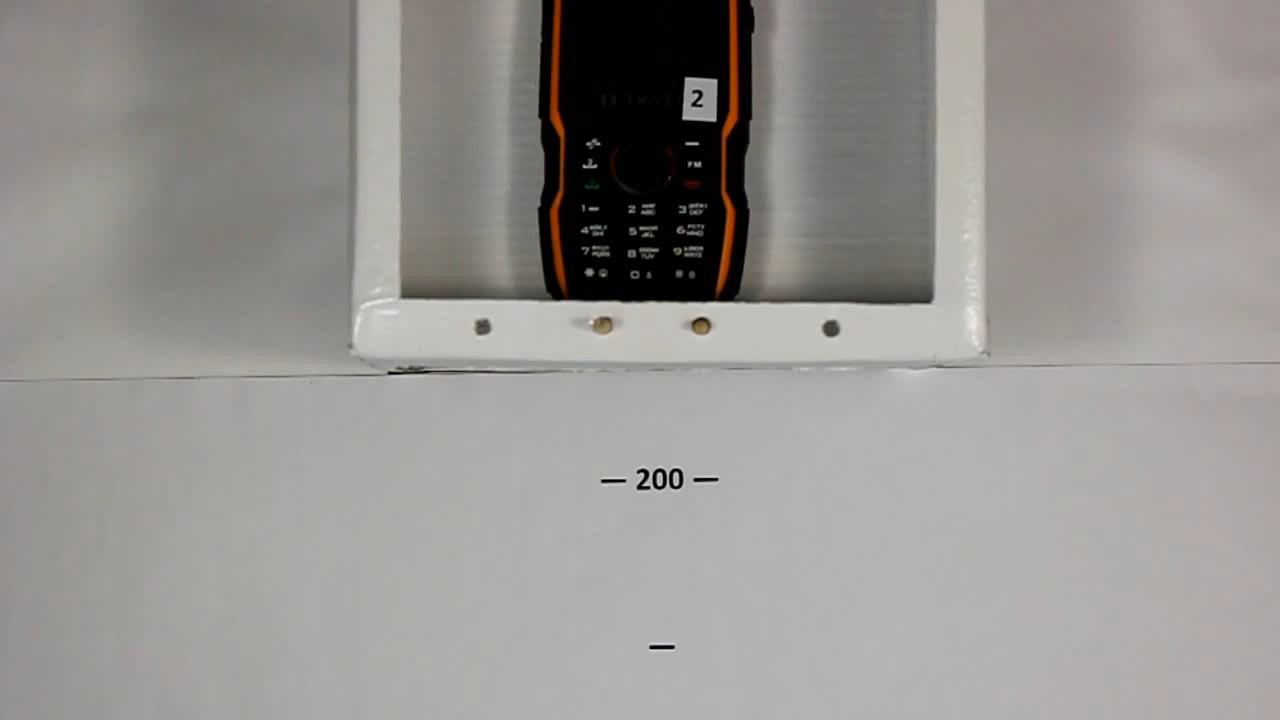 2
FM
1
2 ABC
3 DEF
4 GHI
5 JKL
6 MNO
7 PQRS
8 TUV
9 WXYZ
#
— 200 —
—